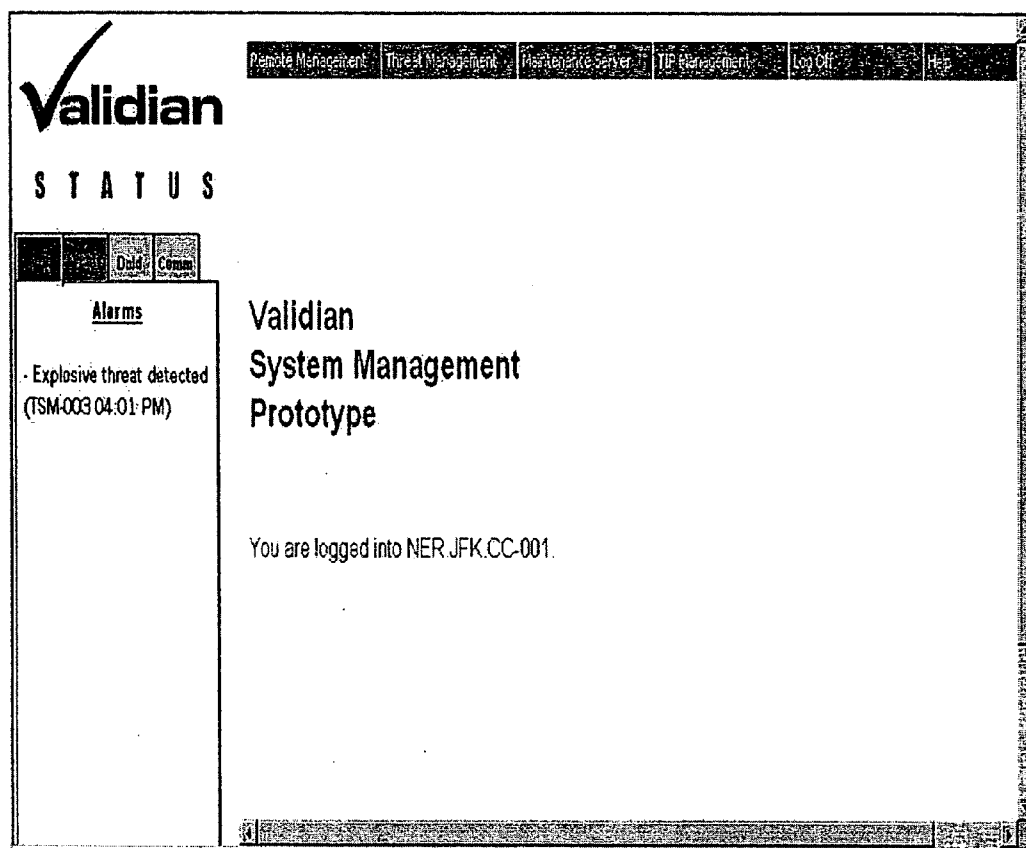 Validian
STATUS
Remote Management Threat Management Maintenance Server TIP Management Log Off Help
Comm
Alarms
- Explosive threat detected
(TSM-003 04:01 PM)
Validian
System Management
Prototype
You are logged into NER.JFK.CC-001.